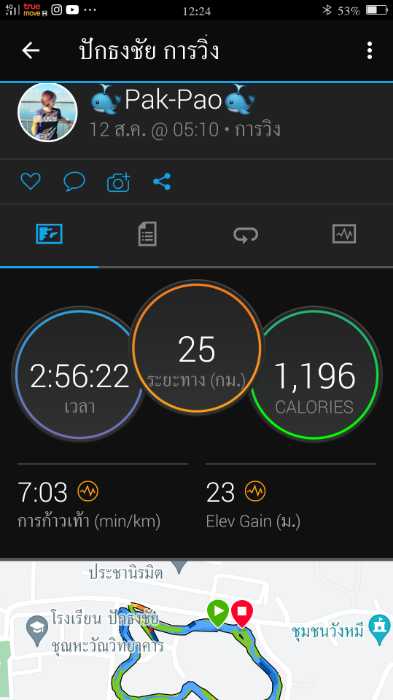 4G true move H ... 12:24 53%
ปักธงชัย การวิ่ง
🐳Pak-Pao🐳
12 ส.ค. @ 05:10 • การวิ่ง
25
ระยะทาง (กม.)
2:56:22
เวลา
1,196
CALORIES
7:03
การก้าวเท้า (min/km)
23
Elev Gain (ม.)
ประชานิรมิต
โรงเรียน ปักธงชัย
ชุณหะวัณวิทยาคาร
ชุมชนวังหมี